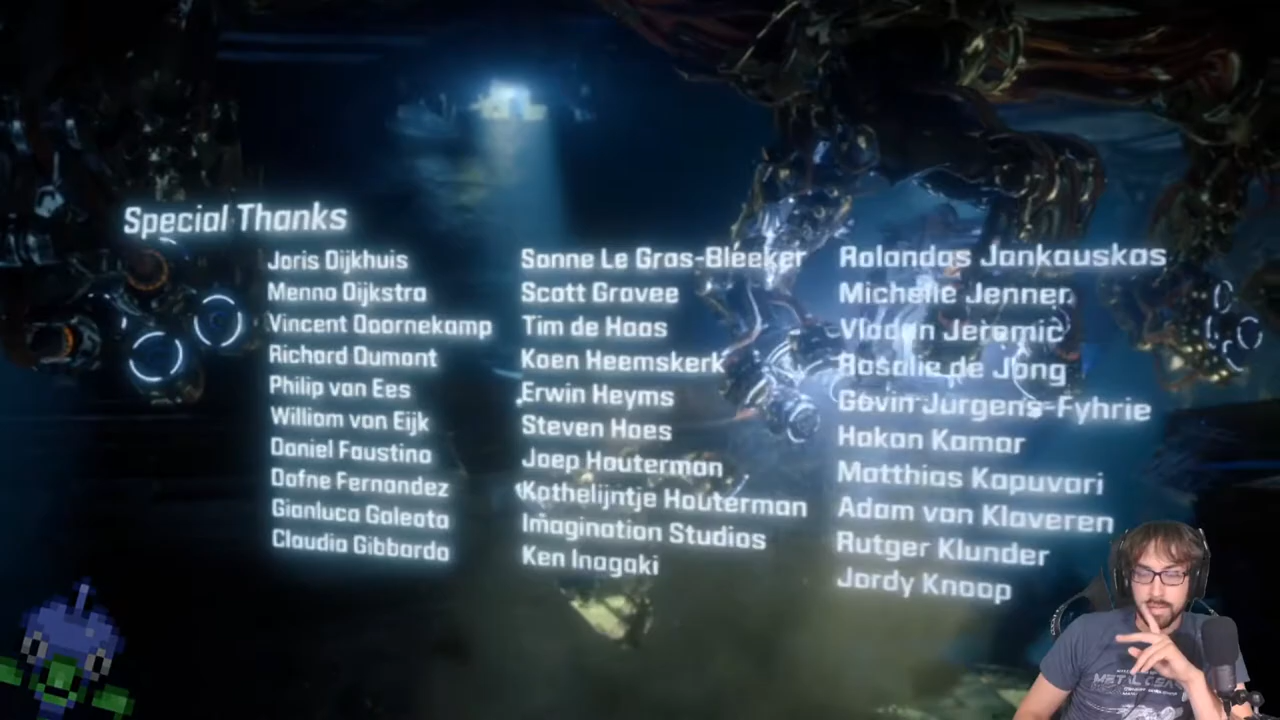 Special Thanks
Joris Dijkhuis
Menno Dijkstra
Vincent Doornekamp
Richard Dumont
Philip van Ees
William van Eijk
Daniel Faustino
Dafne Fernandez
Gianluca Galeota
Claudia Gibbardo
Sanne Le Gras-Bleeker
Scott Gravee
Tim de Haas
Koen Heemskerk
Erwin Heyms
Steven Hoes
Joep Houterman
Kathelijntje Houterman
Imagination Studios
Ken Inagaki
Rolandas Jankauskas
Michelle Jenner
Vladan Jeremic
Rosalie de Jong
Gavin Jurgens-Fyhrie
Hakan Kamar
Matthias Kapuvari
Adam van Klaveren
Rutger Klunder
Jordy Knoop
METAL GEAR